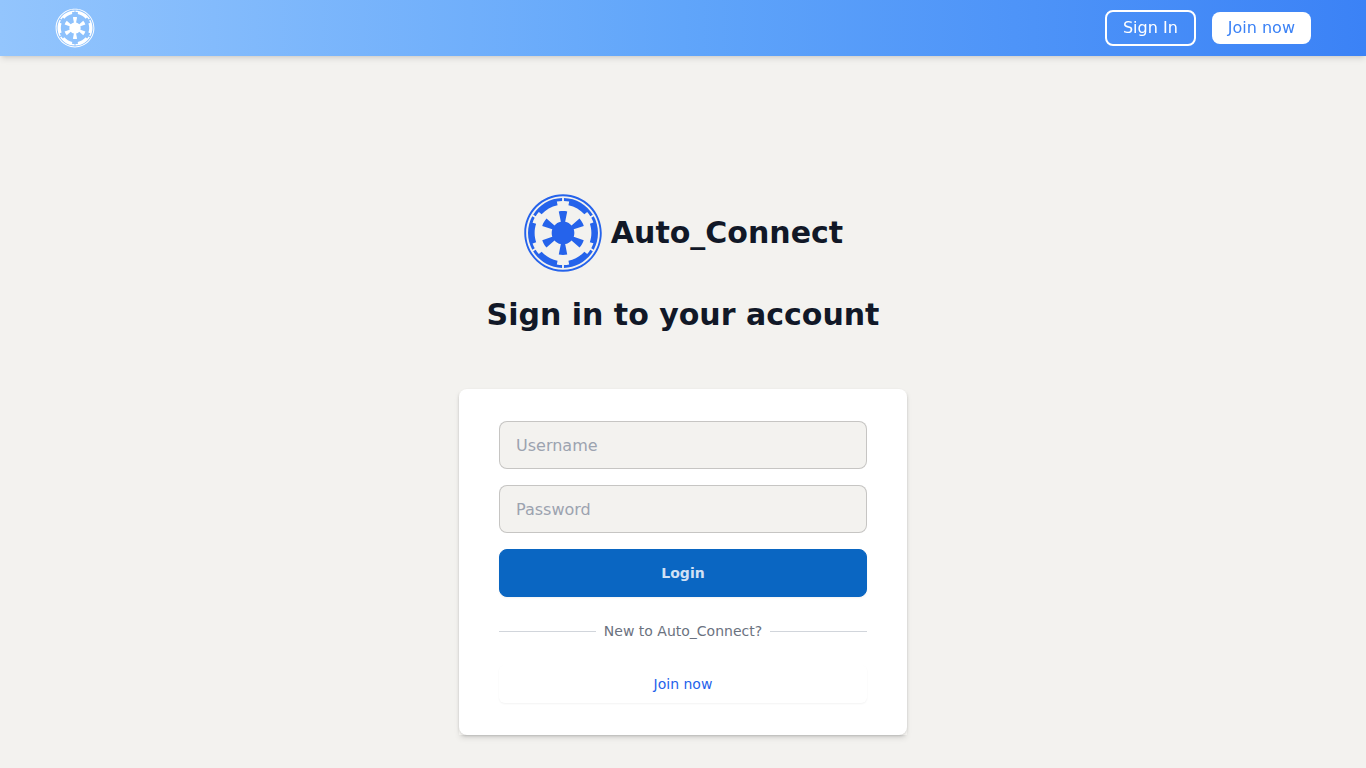 Sign In
Join now
Auto_Connect
Sign in to your account
Username
Password
Login
New to Auto_Connect?
Join now